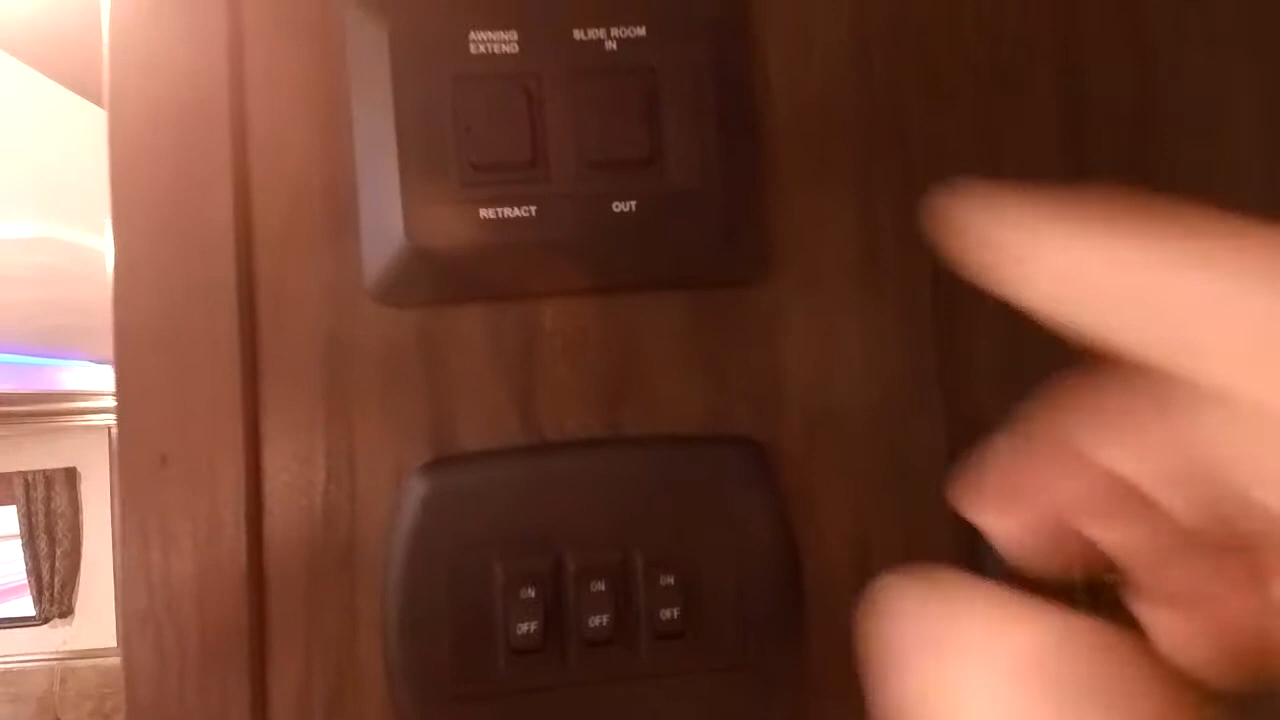 AWNING
EXTEND
SLIDE ROOM
IN
RETRACT
OUT
ON
ON
ON
OFF
OFF
OFF